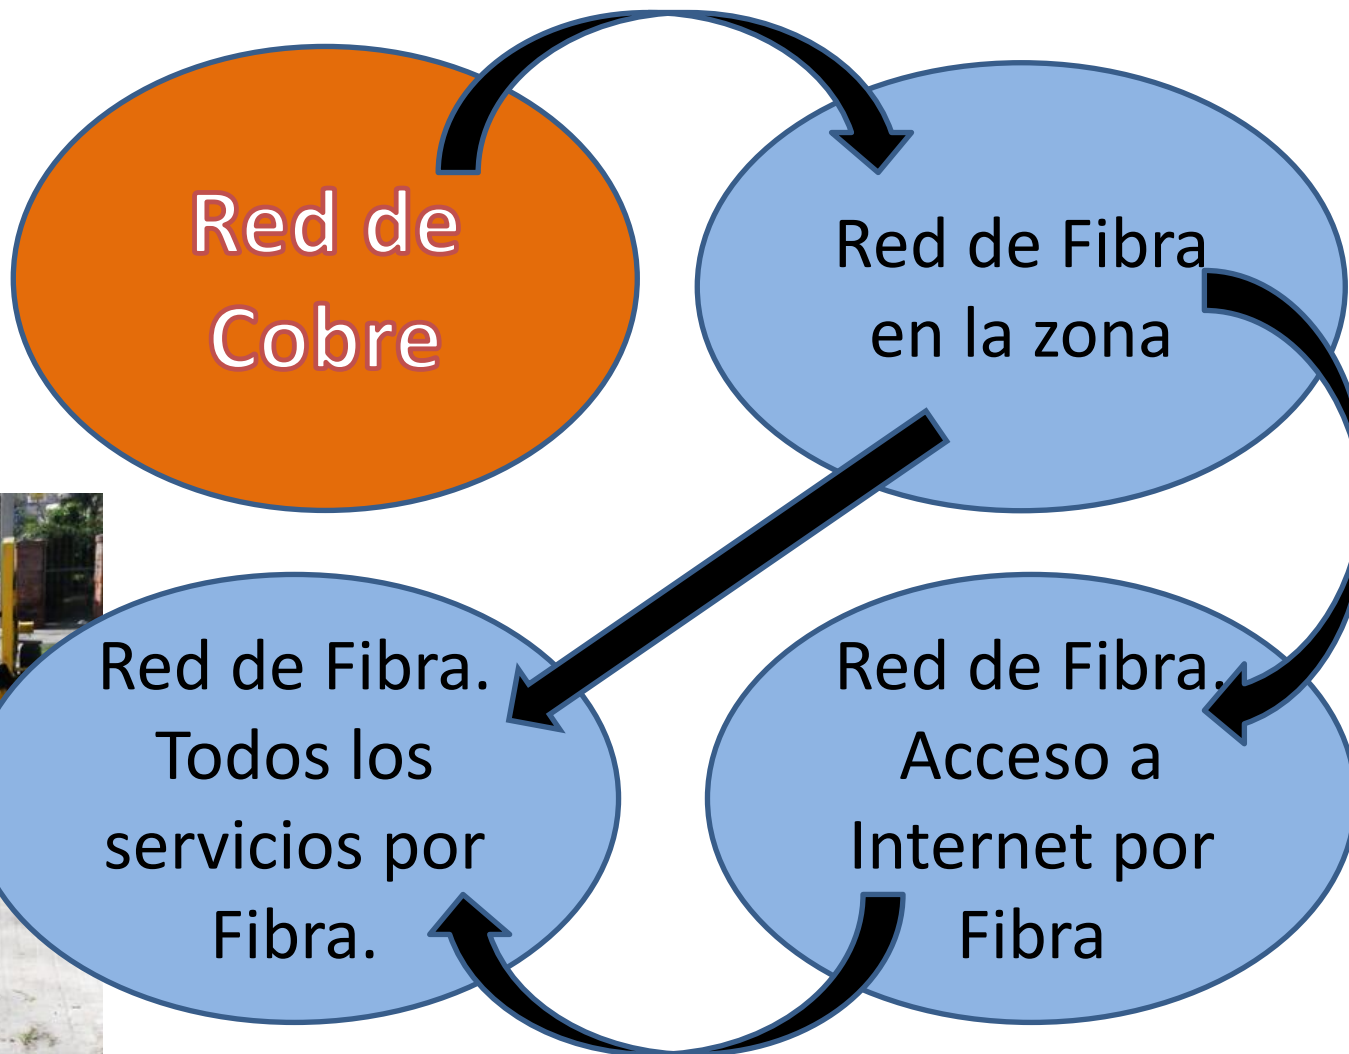 Red de
Cobre
Red de Fibra
en la zona
Red de Fibra.
Todos los
servicios por
Fibra.
Red de Fibra.
Acceso a
Internet por
Fibra